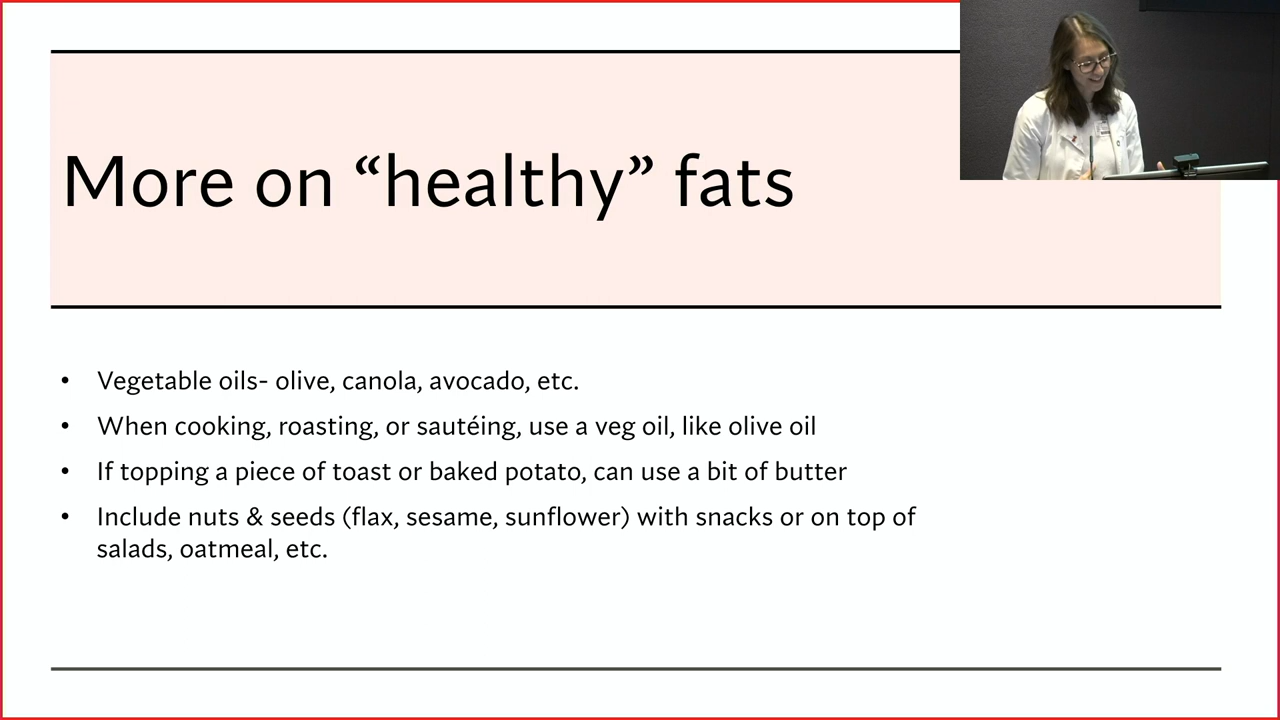 More on “healthy” fats
• Vegetable oils- olive, canola, avocado, etc.
• When cooking, roasting, or sautéing, use a veg oil, like olive oil
• If topping a piece of toast or baked potato, can use a bit of butter
• Include nuts & seeds (flax, sesame, sunflower) with snacks or on top of
salads, oatmeal, etc.